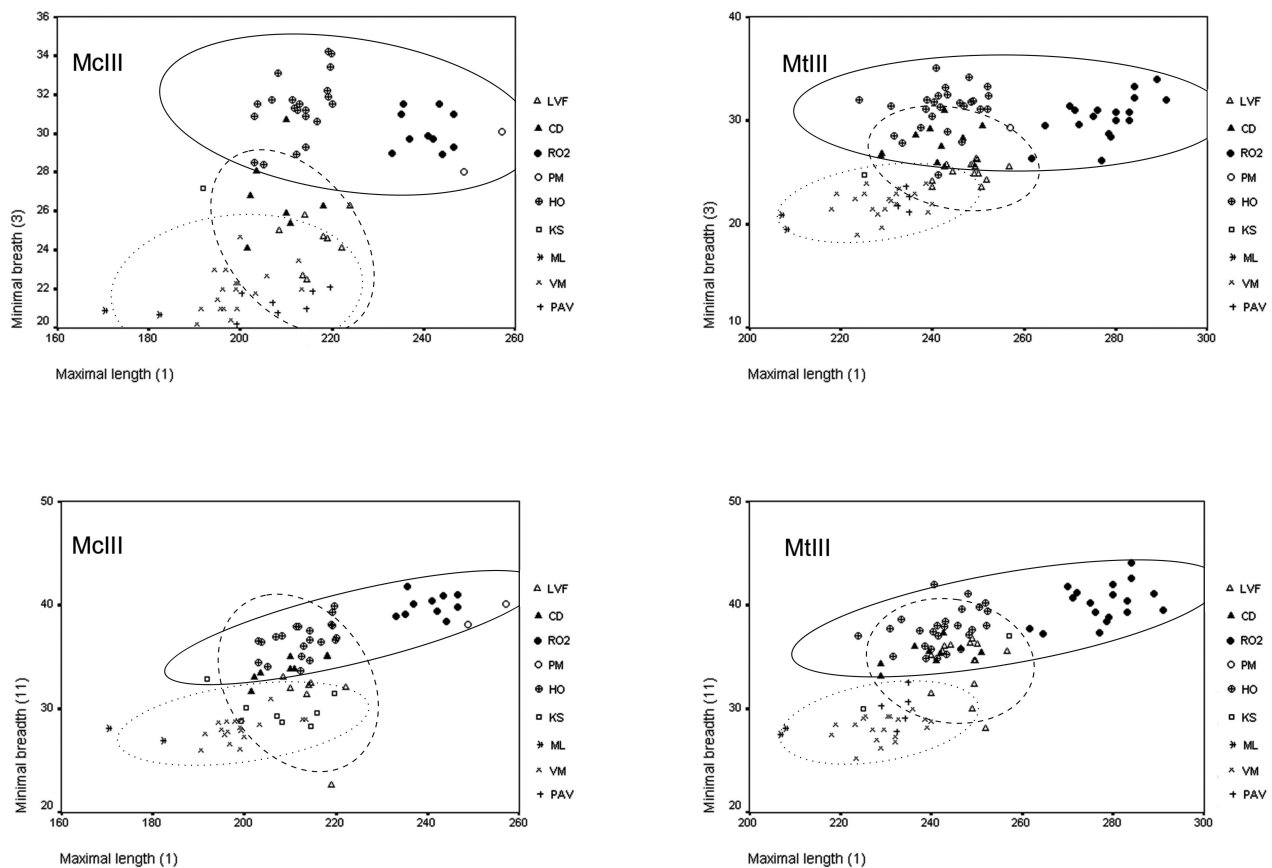 McIII
36
34
32
30
28
26
24
22
20
160
180
200
220
240
260
Minimal breath (3)
Maximal length (1)
LVF
CD
RO2
PM
HO
KS
ML
VM
PAV
MtIII
40
30
20
10
200
220
240
260
280
300
Minimal breadth (3)
Maximal length (1)
LVF
CD
RO2
PM
HO
KS
ML
VM
PAV
McIII
50
40
30
20
160
180
200
220
240
260
Minimal breadth (11)
Maximal length (1)
LVF
CD
RO2
PM
HO
KS
ML
VM
PAV
MtIII
50
40
30
20
200
220
240
260
280
300
Minimal breadth (11)
Maximal length (1)
LVF
CD
RO2
PM
HO
KS
ML
VM
PAV